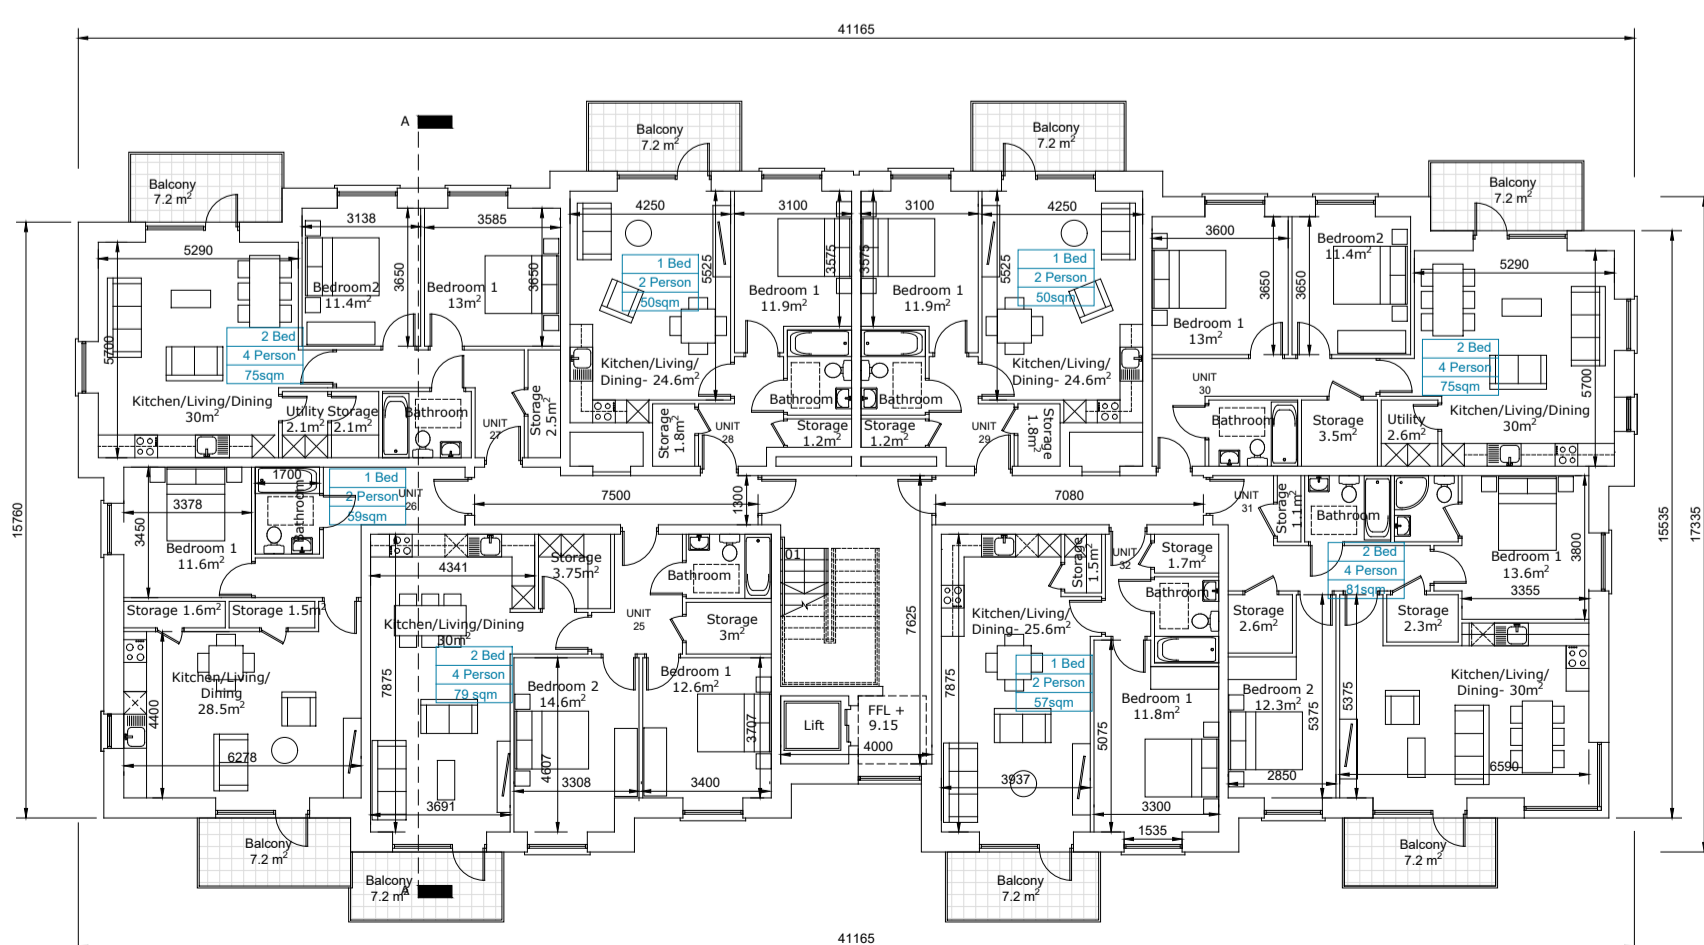 41165
A
Balcony
7.2 m²
Balcony
7.2 m²
Balcony
7.2 m²
Balcony
7.2 m²
15760
5290
5700
2 Bed
4 Person
75sqm
Kitchen/Living/Dining
30m²
3138
3650
Bedroom2
11.4m²
3585
3650
Bedroom 1
13m²
Utility
2.1m²
Storage
2.1m²
Bathroom
UNIT
27
Storage
2.5m²
4250
5525
1 Bed
2 Person
50sqm
Kitchen/Living/
Dining- 24.6m²
3100
3575
Bedroom 1
11.9m²
Bathroom
Storage
1.8m²
UNIT
28
Storage
1.2m²
3100
3575
Bedroom 1
11.9m²
Bathroom
Storage
1.2m²
4250
5525
1 Bed
2 Person
50sqm
Kitchen/Living/
Dining- 24.6m²
UNIT
29
Storage
1.8m²
3600
3650
Bedroom 1
13m²
3650
Bedroom2
11.4m²
UNIT
30
Bathroom
Storage
3.5m²
Utility
2.6m²
5290
5700
2 Bed
4 Person
75sqm
Kitchen/Living/Dining
30m²
15535
17335
3378
3450
Bedroom 1
11.6m²
1700
Bathroom
1 Bed
2 Person
59sqm
UNIT
26
Storage 1.6m²
Storage 1.5m²
Kitchen/Living/
Dining
28.5m²
4400
6278
7500
1300
7080
4341
Kitchen/Living/Dining
30m²
2 Bed
4 Person
79 sqm
7875
3691
Storage
3.75m²
UNIT
25
Bathroom
Storage
3m²
Bedroom 2
14.6m²
4607
3308
Bedroom 1
12.6m²
3707
3400
01
Lift
FFL +
9.15
4000
7625
Kitchen/Living/
Dining- 25.6m²
1 Bed
2 Person
57sqm
7875
3937
Storage
1.5m²
UNIT
32
Storage
1.7m²
Bathroom
Bedroom 1
11.8m²
5075
3300
1535
UNIT
31
Storage
1.1m²
Bathroom
2 Bed
4 Person
81sqm
Bedroom 1
13.6m²
3800
3355
Storage
2.6m²
Storage
2.3m²
Bedroom 2
12.3m²
5375
2850
5375
Kitchen/Living/
Dining- 30m²
6590
Balcony
7.2 m²
Balcony
7.2 m²
A
Balcony
7.2 m²
Balcony
7.2 m²
41165